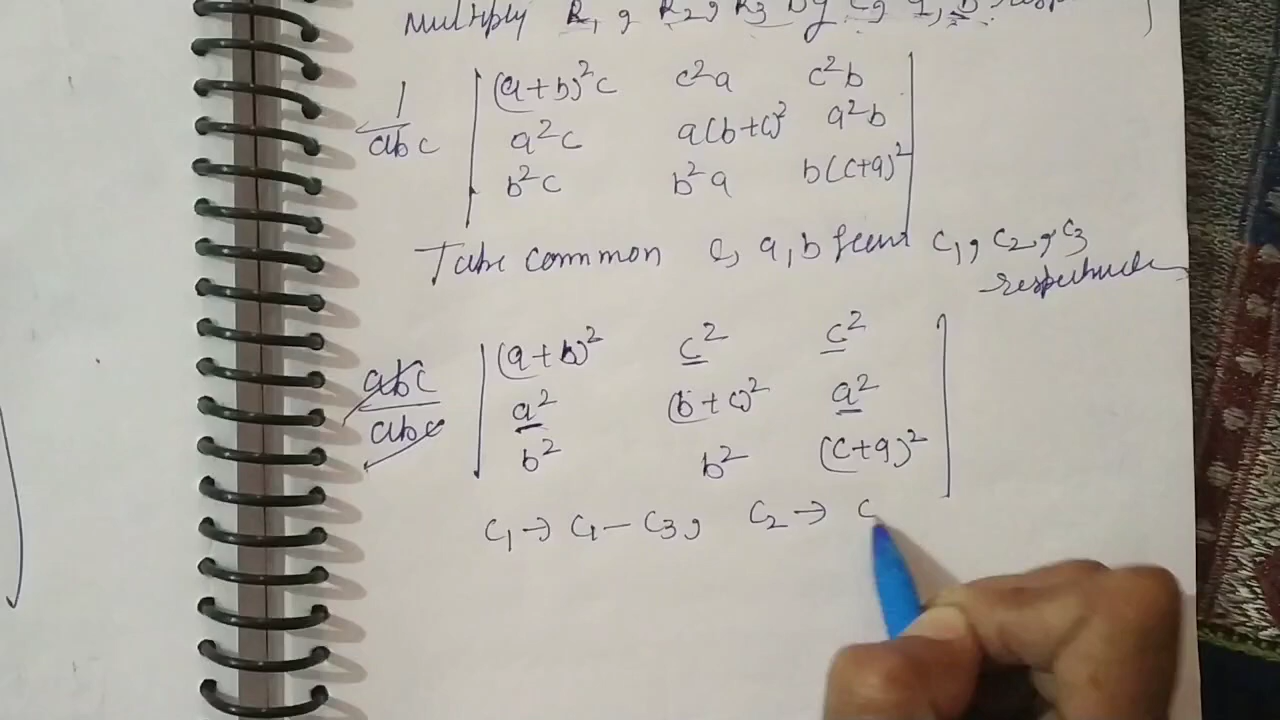 Multiply R1, R2, R3 by c, a, b
1/abc | (a+b)²c c²a c²b |
| a²c a(b+c)² a²b |
| b²c b²a b(c+a)² |
Take common c, a, b from c1, c2, c3
respectively
abc/abc | (a+b)² c² c² |
| a² (b+c)² a² |
| b² b² (c+a)² |
c1 → c1 – c3, c2 → c